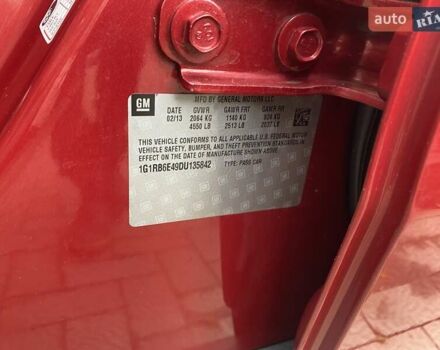 auto RIA
GM
MFD BY GENERAL MOTORS LLC
DATE GVWR GAWR FRT GAWR RR
02/13 2064 KG 1140 KG 924 KG
4550 LB 2513 LB 2037 LB
THIS VEHICLE CONFORMS TO ALL APPLICABLE U.S. FEDERAL MOTOR
VEHICLE SAFETY, BUMPER, AND THEFT PREVENTION STANDARDS
IN EFFECT ON THE DATE OF MANUFACTURE SHOWN ABOVE.
1G1RB6E49DU135842 TYPE: PASS CAR